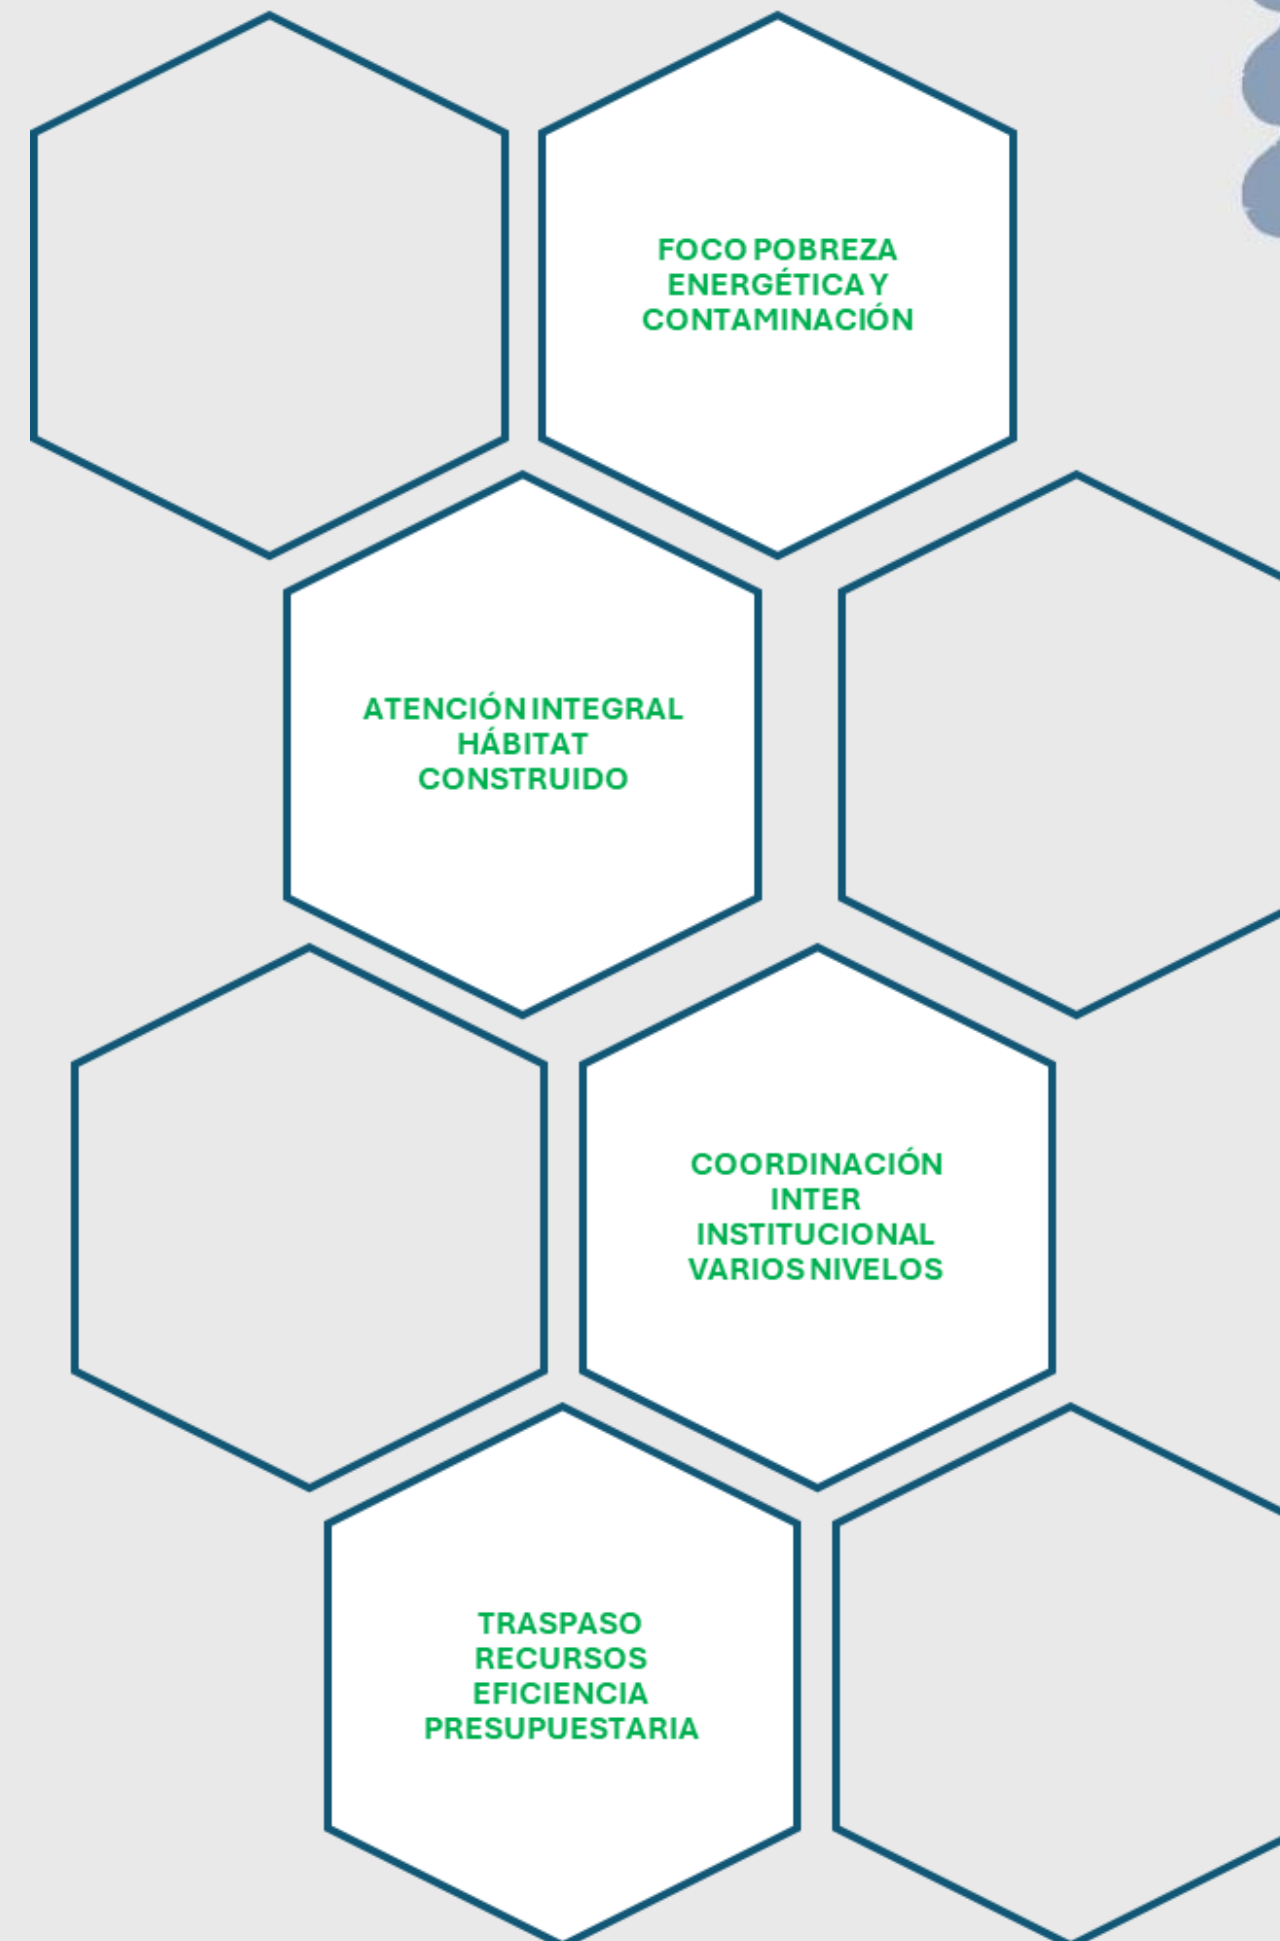 FOCO POBREZA
ENERGÉTICA Y
CONTAMINACIÓN
ATENCIÓN INTEGRAL
HÁBITAT
CONSTRUIDO
COORDINACIÓN
INTER
INSTITUCIONAL
VARIOS NIVELOS
TRASPASO
RECURSOS
EFICIENCIA
PRESUPUESTARIA